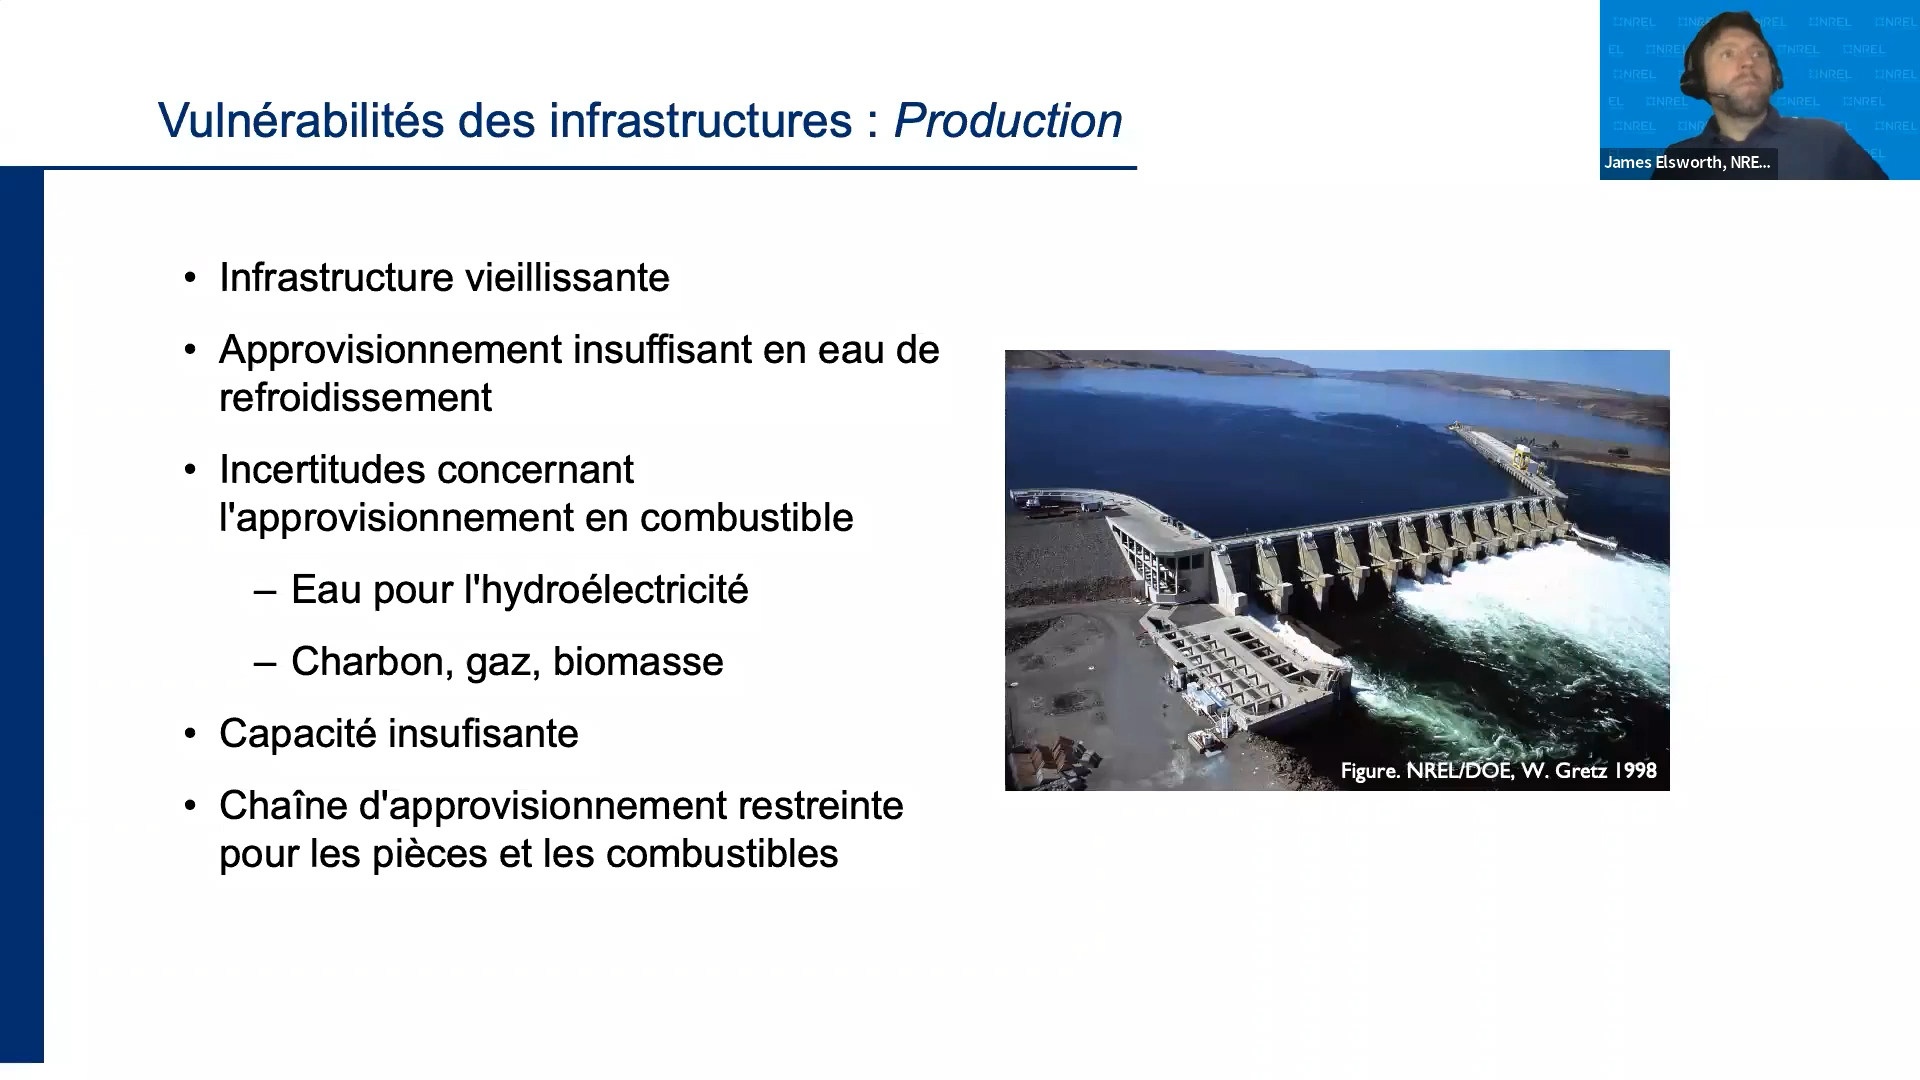 Vulnérabilités des infrastructures : Production
James Elsworth, NRE...
• Infrastructure vieillissante
• Approvisionnement insuffisant en eau de
refroidissement
• Incertitudes concernant
l'approvisionnement en combustible
– Eau pour l'hydroélectricité
– Charbon, gaz, biomasse
• Capacité insufisante
• Chaîne d'approvisionnement restreinte
pour les pièces et les combustibles
Figure. NREL/DOE, W. Gretz 1998